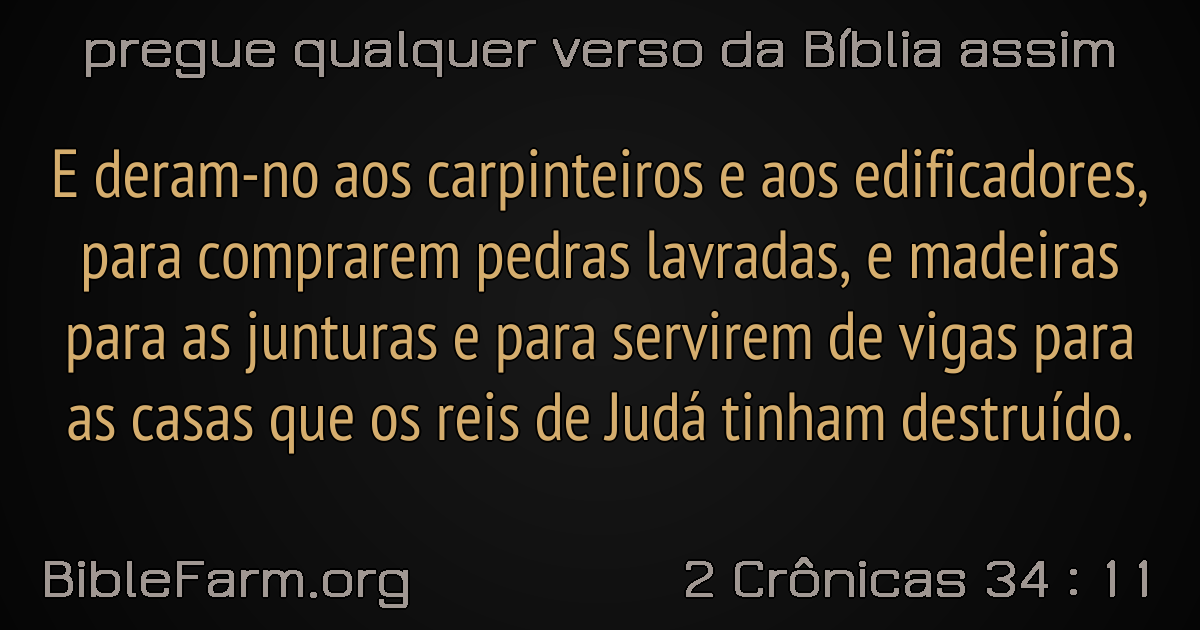 pregue qualquer verso da Bíblia assim
E deram-no aos carpinteiros e aos edificadores,
para comprarem pedras lavradas, e madeiras
para as junturas e para servirem de vigas para
as casas que os reis de Judá tinham destruído.
BibleFarm.org
2 Crônicas 34 : 11